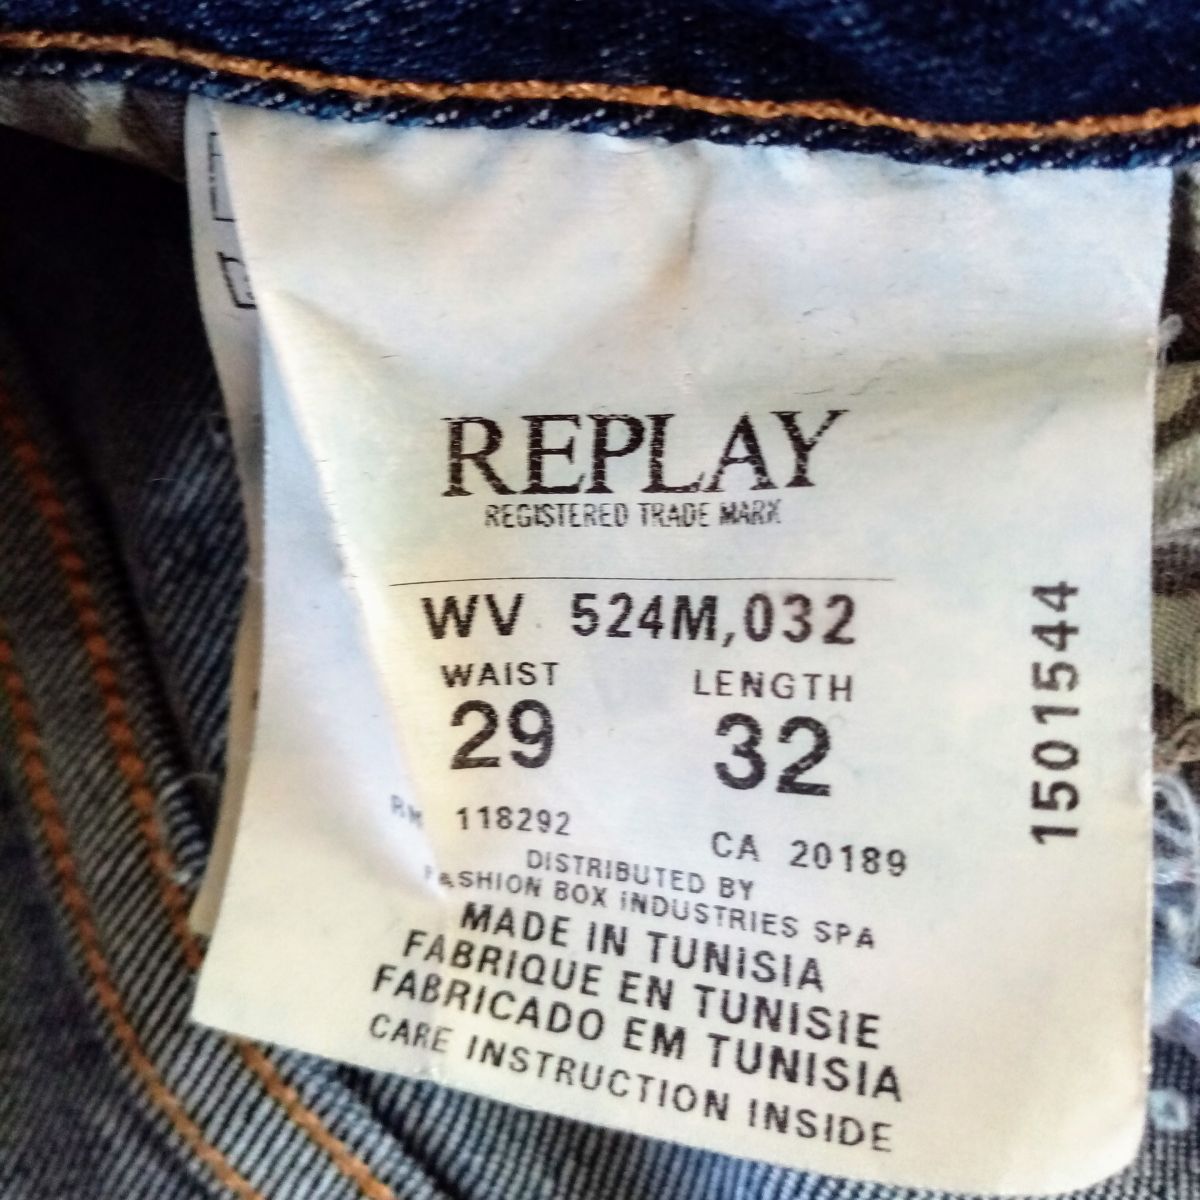 REPLAY
REGISTERED TRADE MARK
WV 524M,032
WAIST LENGTH
29 32
RN 118292 CA 20189
DISTRIBUTED BY
FASHION BOX INDUSTRIES SPA
MADE IN TUNISIA
FABRIQUE EN TUNISIE
FABRICADO EM TUNISIA
CARE INSTRUCTION INSIDE
1501544